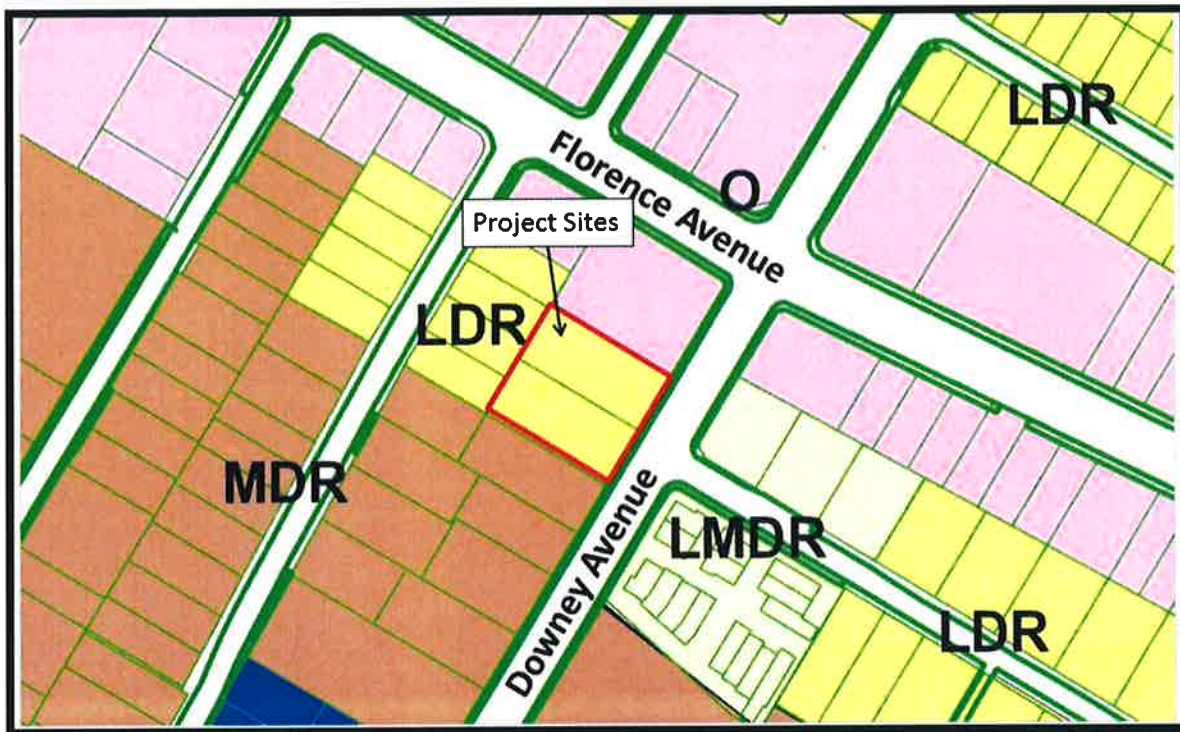 LDR
Florence Avenue
O
Project Sites
LDR
MDR
LMDR
Downey Avenue
LDR